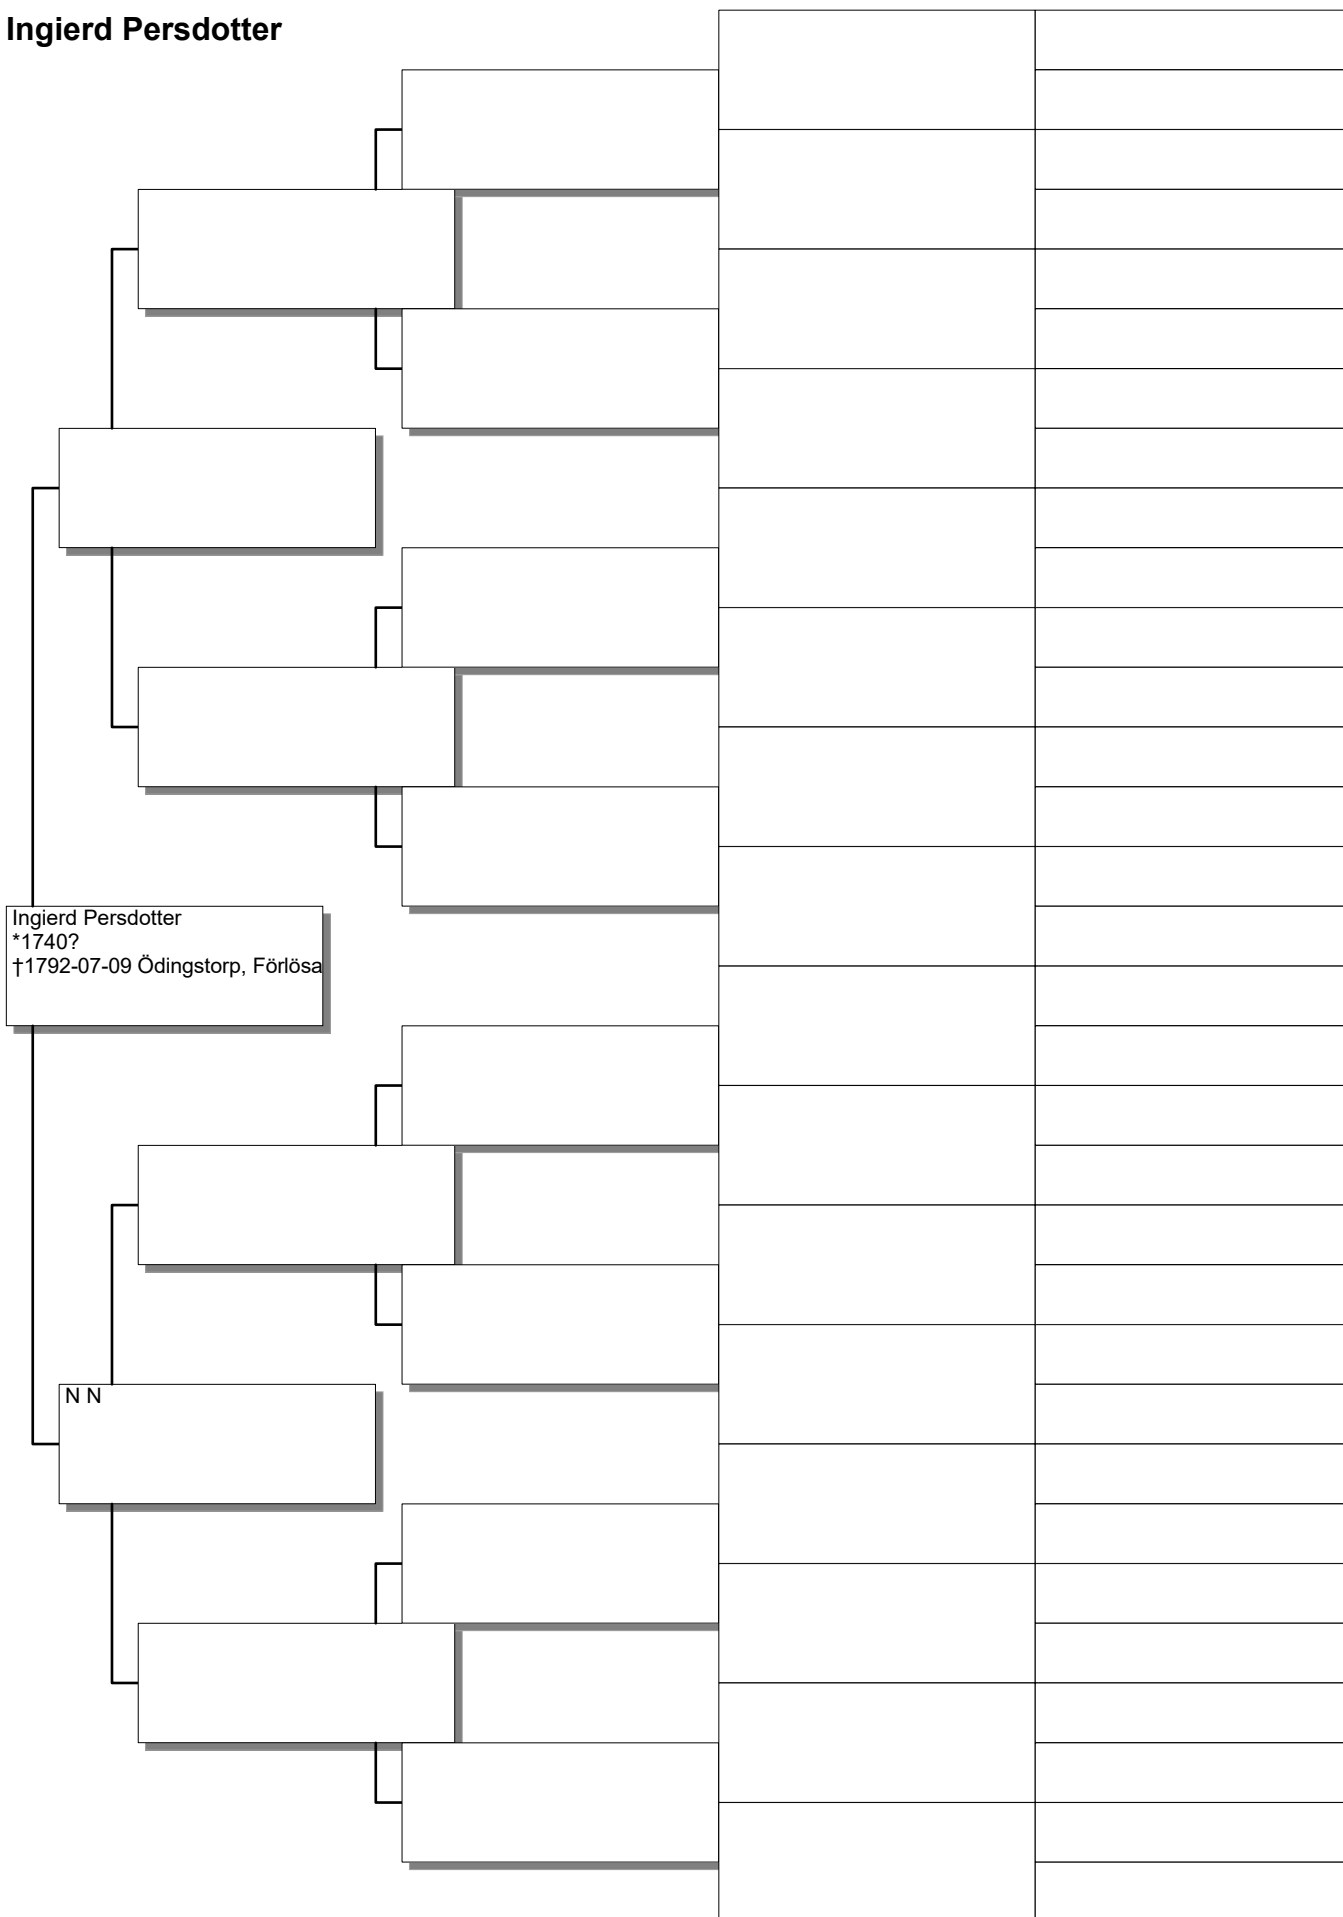 Ingierd Persdotter
Ingierd Persdotter
*1740?
†1792-07-09 Ödingstorp, Förlösa
N N